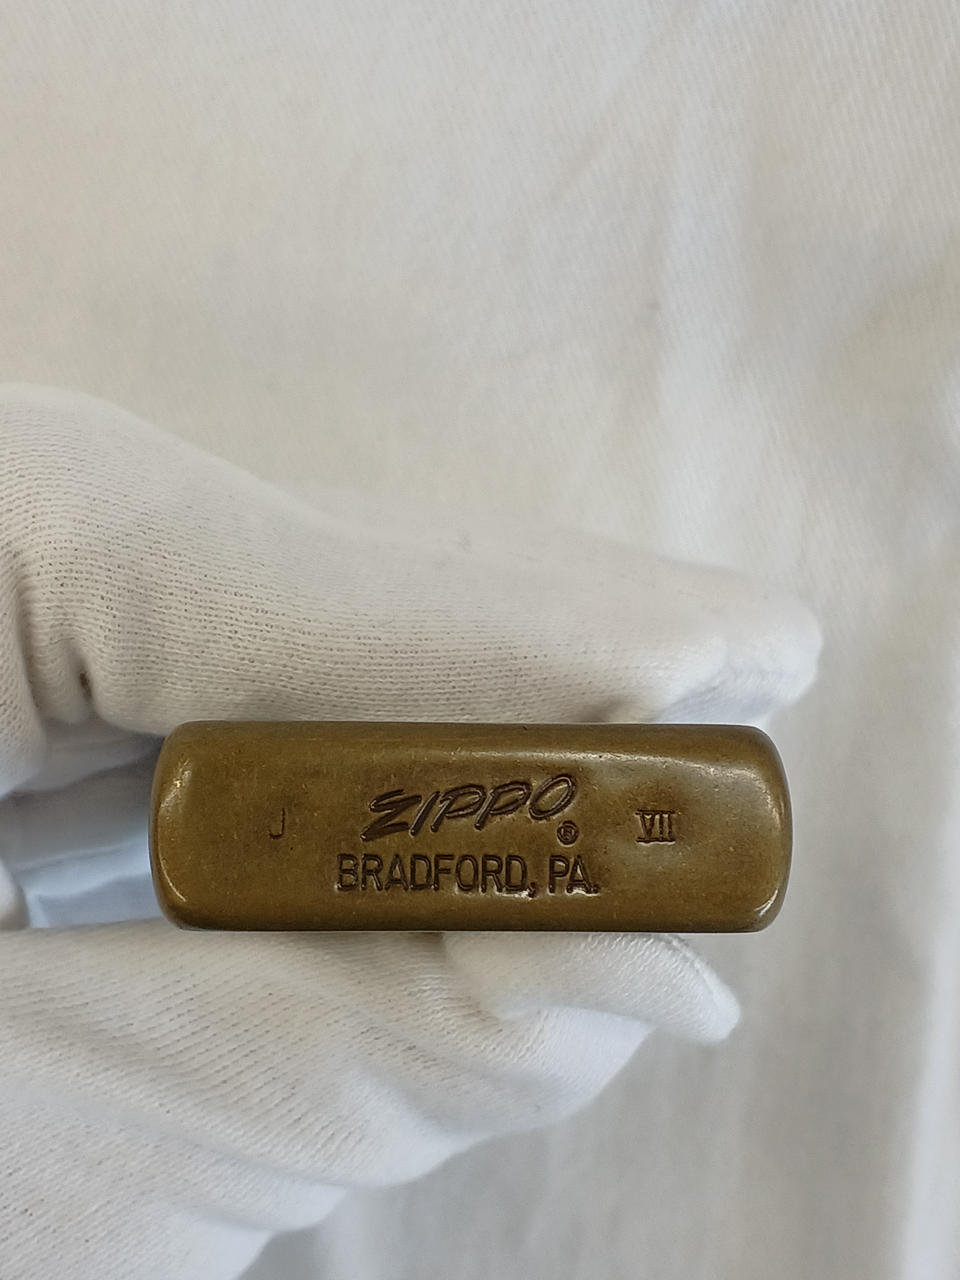 J ZIPPO ® VII
BRADFORD, PA.